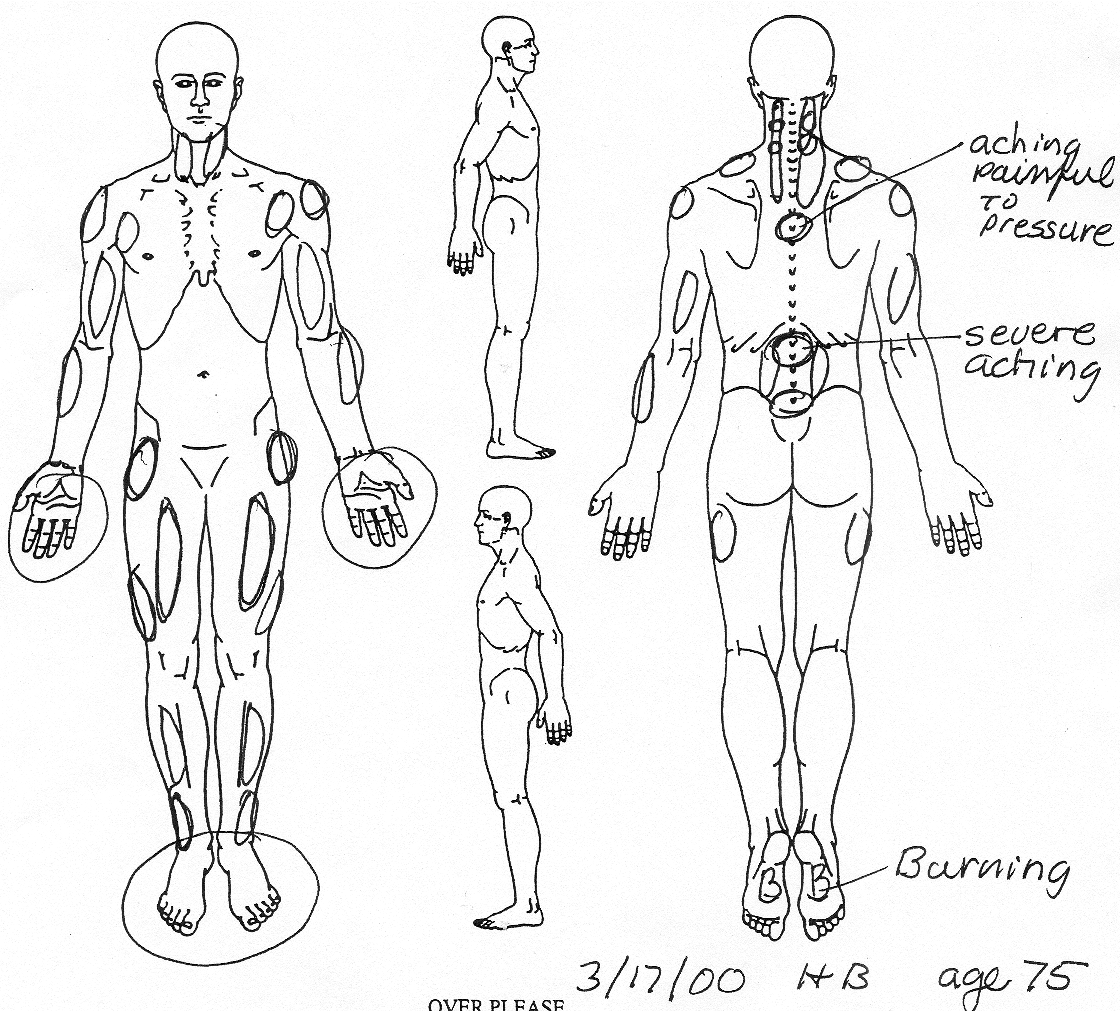 aching
painful
TO
pressure
severe
aching
B
B
Burning
3/17/00 HB age 75
OVER PLEASE